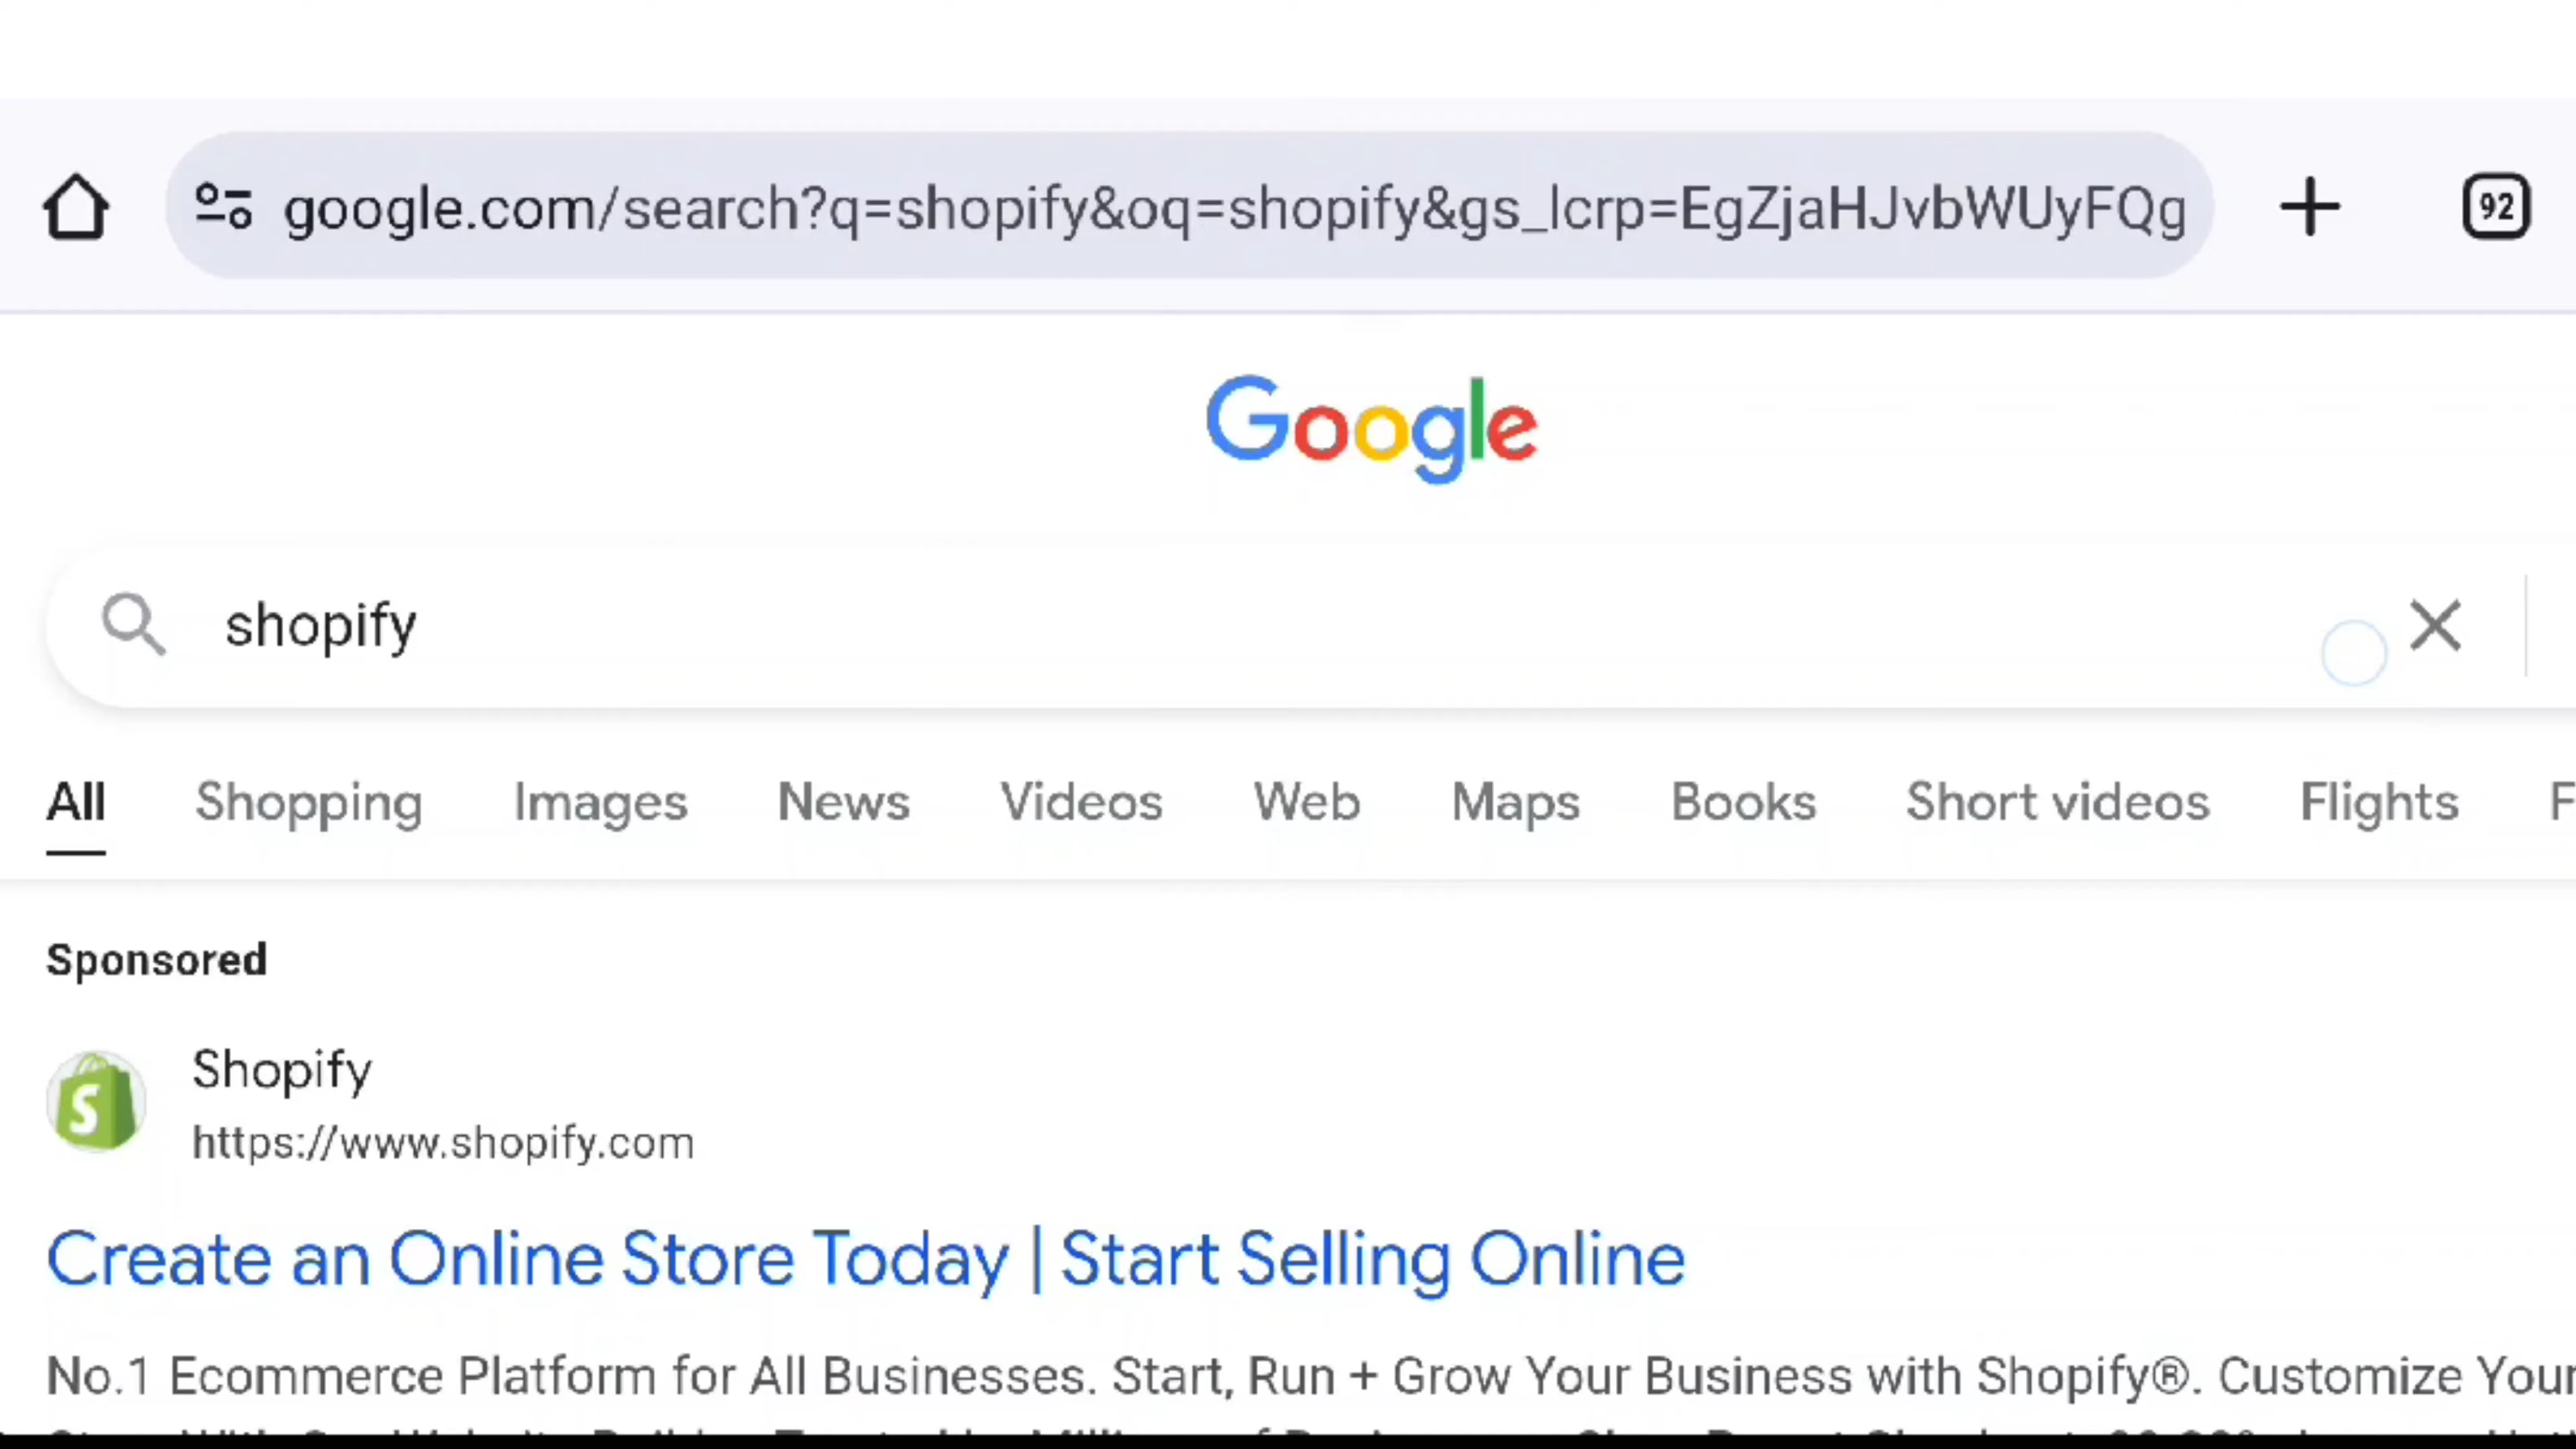 google.com/search?q=shopify&oq=shopify&gs_lcrp=EgZjaHJvbWUyFQg
92
Google
shopify
All Shopping Images News Videos Web Maps Books Short videos Flights F
Sponsored
S
Shopify
https://www.shopify.com
Create an Online Store Today | Start Selling Online
No.1 Ecommerce Platform for All Businesses. Start, Run + Grow Your Business with Shopify®. Customize Your